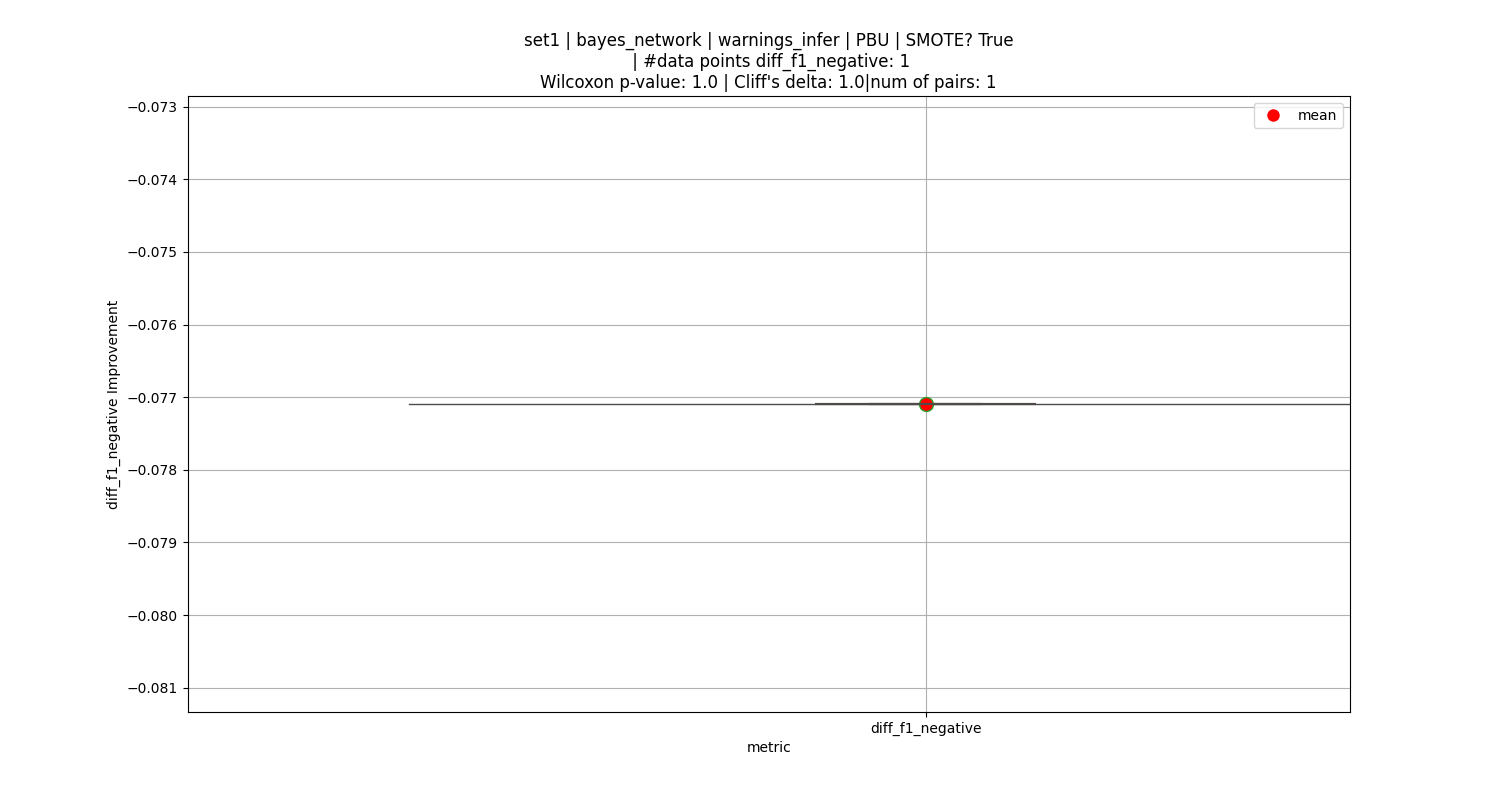 set1 | bayes_network | warnings_infer | PBU | SMOTE? True
| #data points diff_f1_negative: 1
Wilcoxon p-value: 1.0 | Cliff's delta: 1.0|num of pairs: 1
mean
−0.073
−0.074
−0.075
−0.076
−0.077
−0.078
−0.079
−0.080
−0.081
diff_f1_negative Improvement
diff_f1_negative
metric